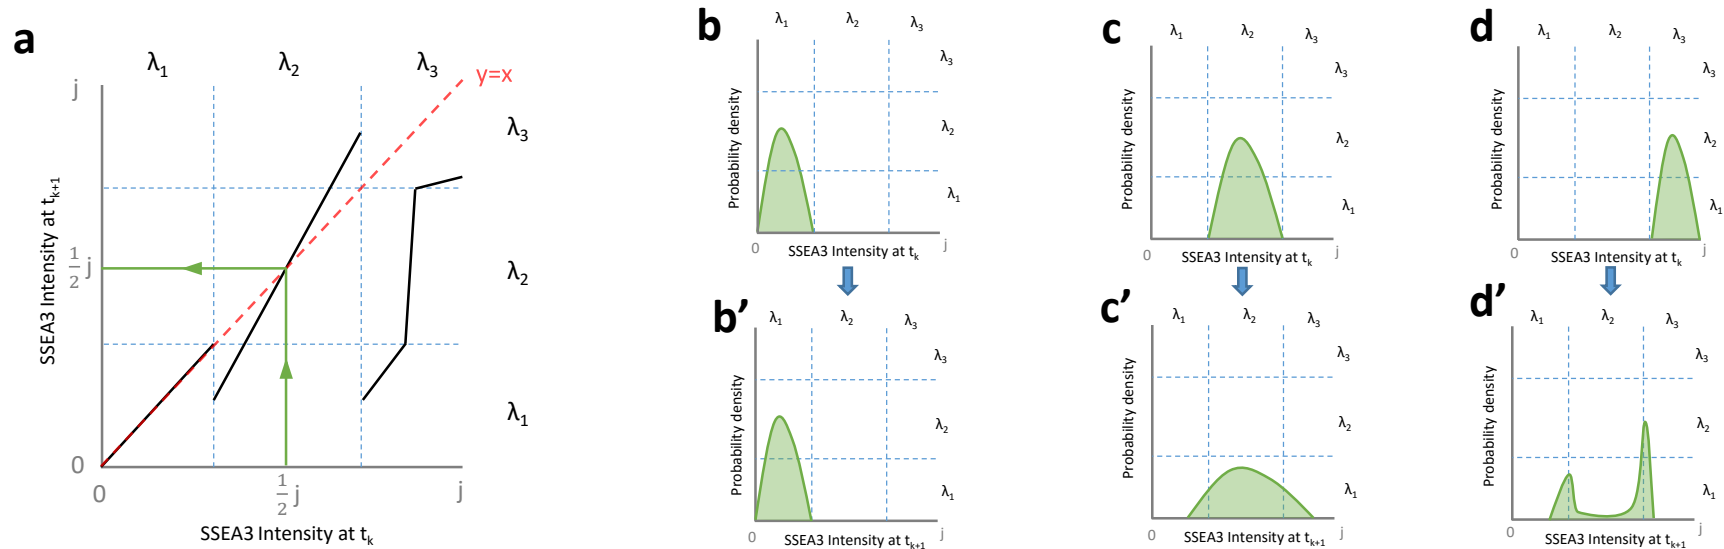 a
λ1 λ2 λ3
y=x
j
λ3
SSEA3 Intensity at tk+1
1/2 j
λ2
λ1
0
0 1/2 j j
SSEA3 Intensity at tk
b
λ1 λ2 λ3
λ3
Probability density
λ2
λ1
0 j
SSEA3 Intensity at tk
c
λ1 λ2 λ3
λ3
Probability density
λ2
λ1
0 j
SSEA3 Intensity at tk
d
λ1 λ2 λ3
λ3
Probability density
λ2
λ1
0 j
SSEA3 Intensity at tk
b'
λ1 λ2 λ3
λ3
Probability density
λ2
λ1
0 j
SSEA3 Intensity at tk+1
c'
λ1 λ2 λ3
λ3
Probability density
λ2
λ1
0 j
SSEA3 Intensity at tk+1
d'
λ1 λ2 λ3
λ3
Probability density
λ2
λ1
0 j
SSEA3 Intensity at tk+1